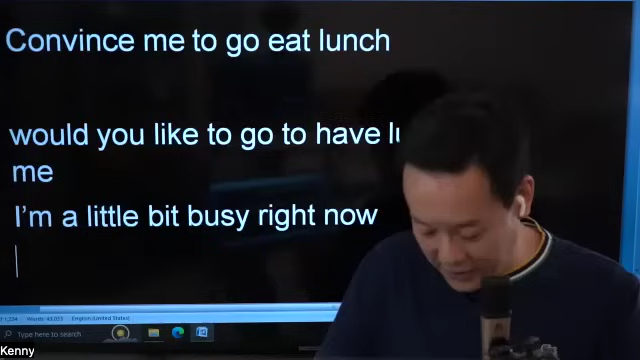 Convince me to go eat lunch
would you like to go to have
me
I'm a little bit busy right now
English (United States)
Type here to search
Kenny